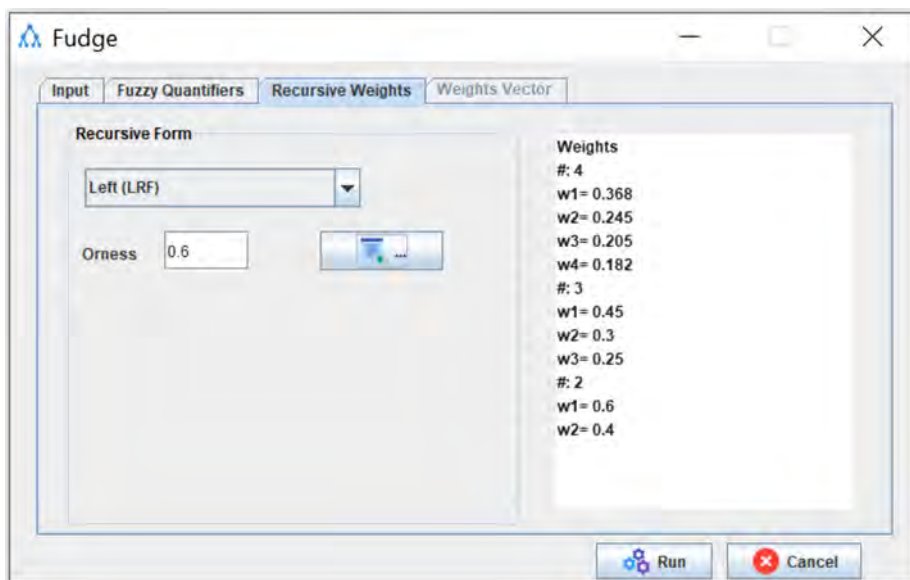 Fudge
Input Fuzzy Quantifiers Recursive Weights Weights Vector
Recursive Form
Left (LRF)
Orness 0.6 ...
Weights
#: 4
w1= 0.368
w2= 0.245
w3= 0.205
w4= 0.182
#: 3
w1= 0.45
w2= 0.3
w3= 0.25
#: 2
w1= 0.6
w2= 0.4
Run Cancel